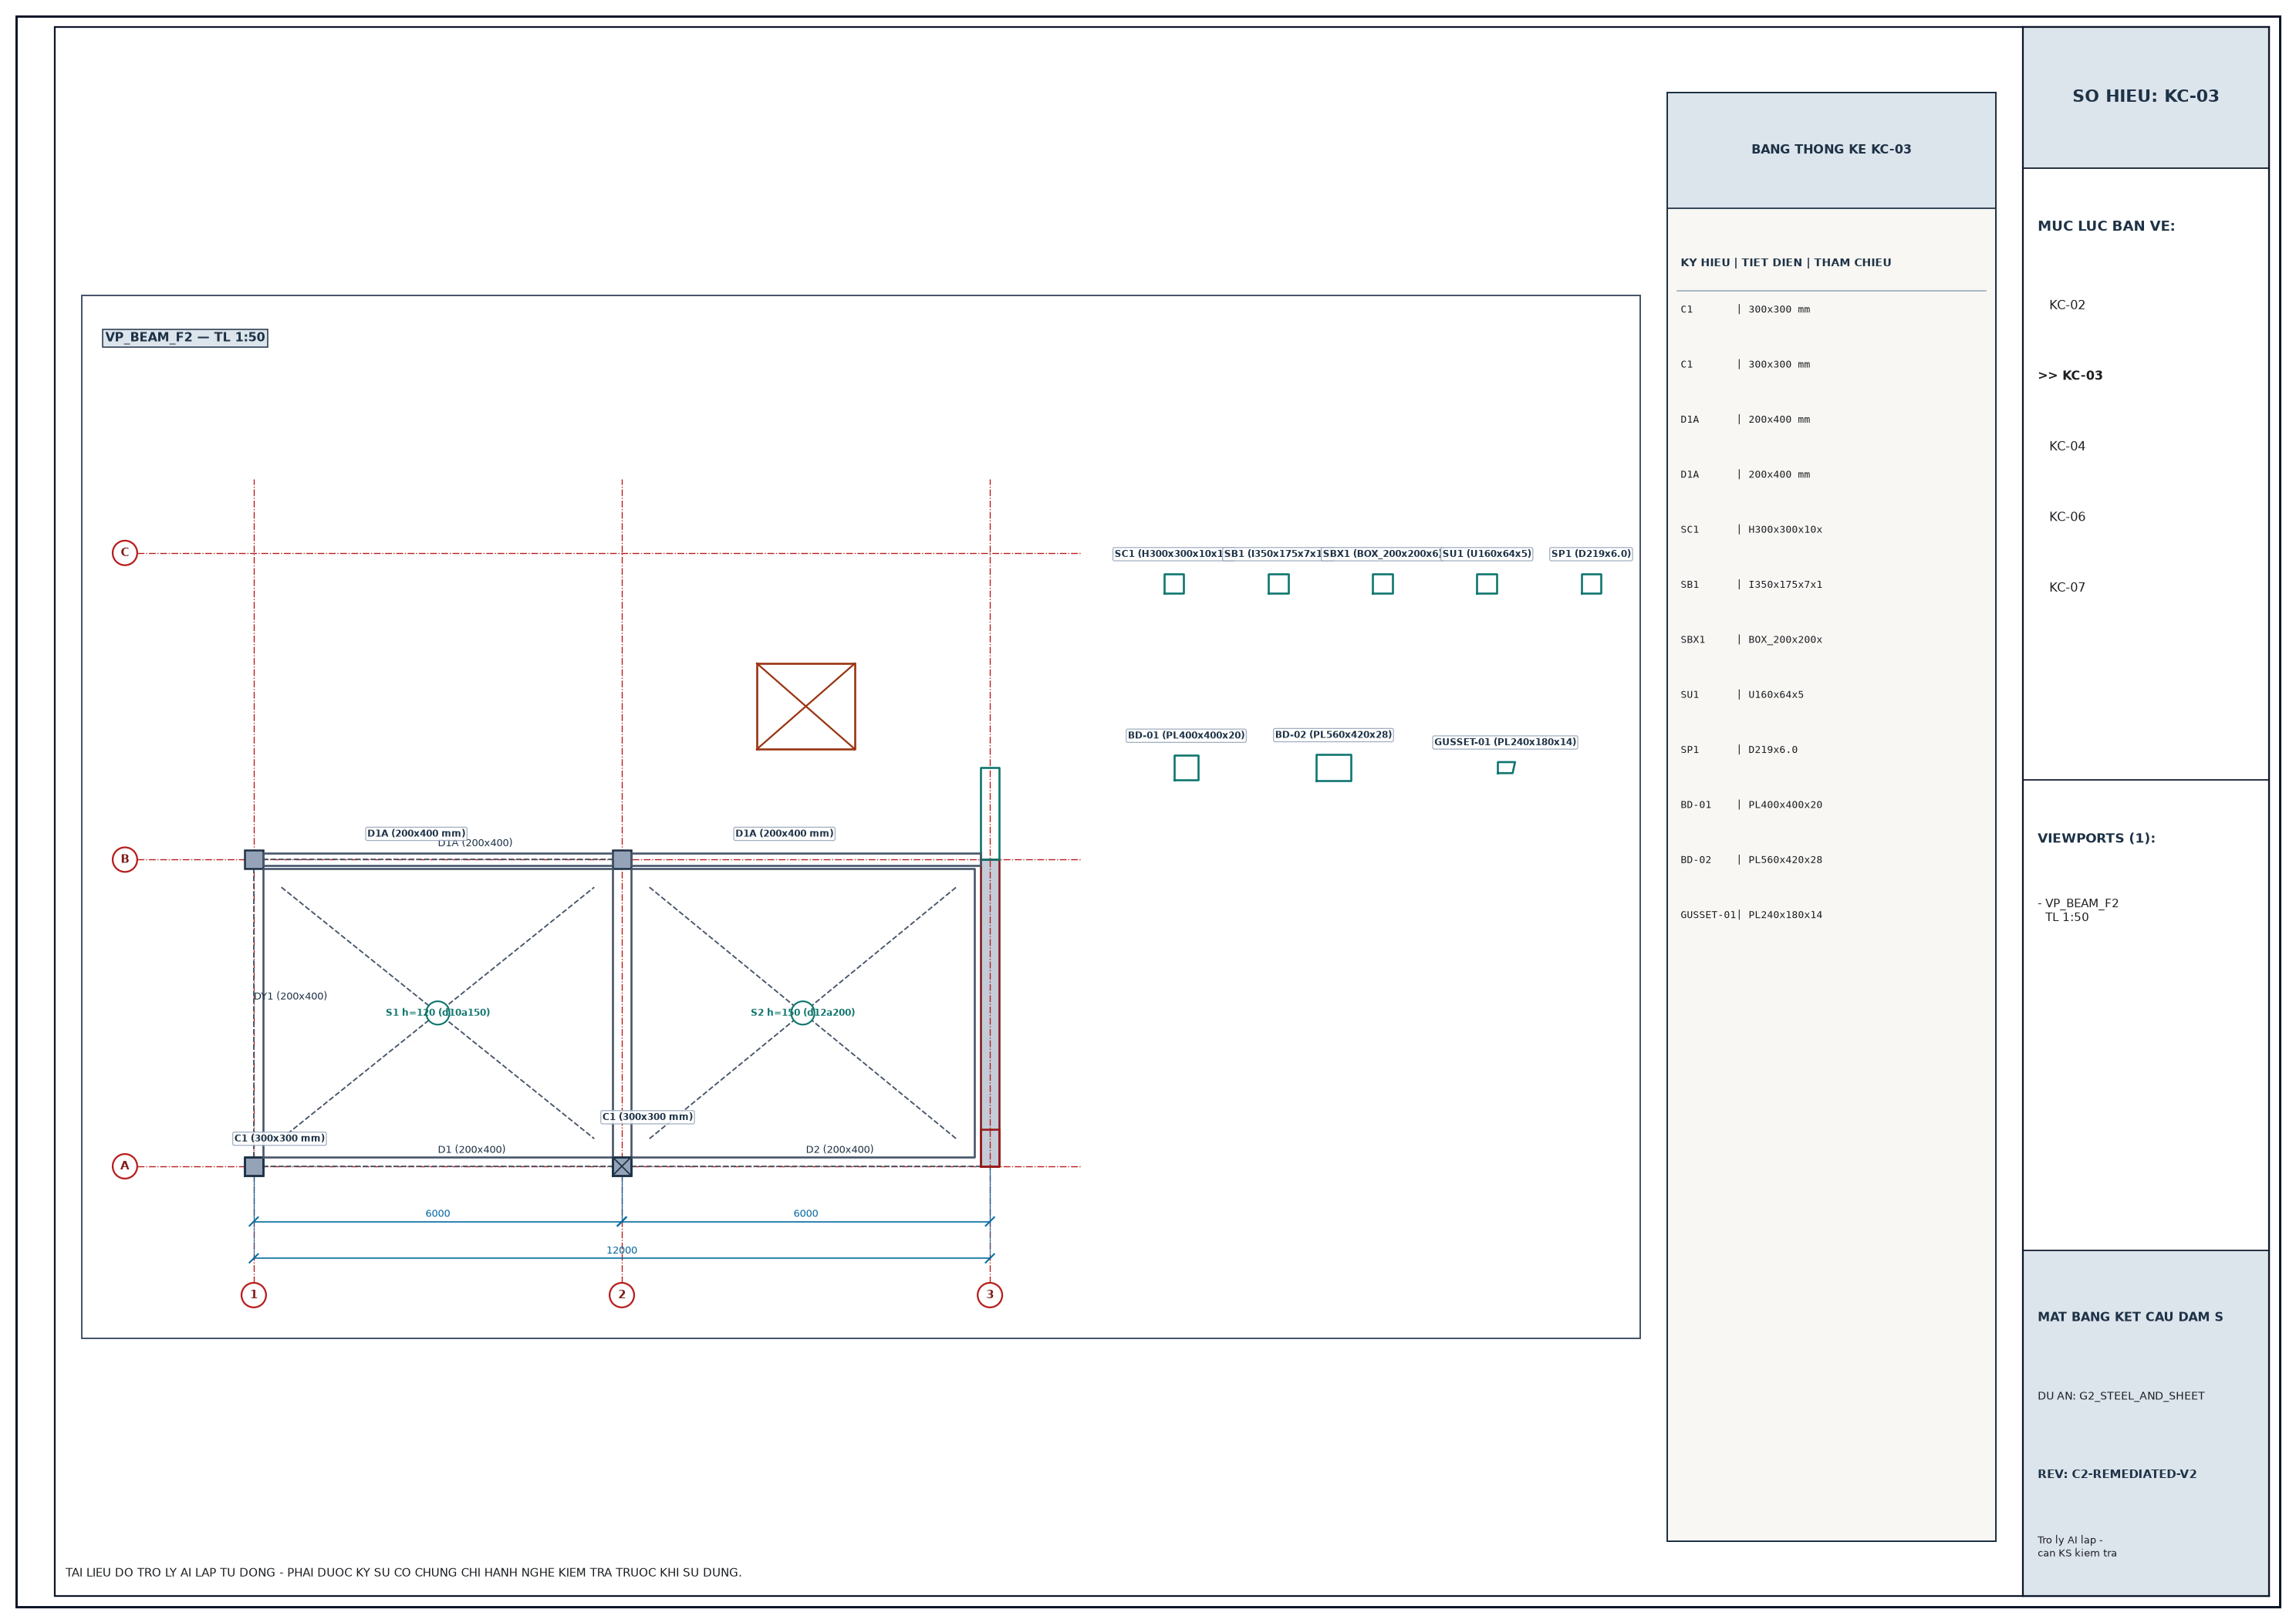 VP_BEAM_F2 — TL 1:50
C
B
A
SC1 (H300x300x10x1
SB1 (I350x175x7x1
SBX1 (BOX_200x200x6
SU1 (U160x64x5)
SP1 (D219x6.0)
BD-01 (PL400x400x20)
BD-02 (PL560x420x28)
GUSSET-01 (PL240x180x14)
D1A (200x400 mm)
D1A (200x400 mm)
D1A (200x400)
DY1 (200x400)
S1 h=120 (d10a150)
S2 h=150 (d12a200)
C1 (300x300 mm)
C1 (300x300 mm)
D1 (200x400)
D2 (200x400)
6000
6000
12000
1
2
3
BANG THONG KE KC-03
KY HIEU | TIET DIEN | THAM CHIEU
C1 | 300x300 mm
C1 | 300x300 mm
D1A | 200x400 mm
D1A | 200x400 mm
SC1 | H300x300x10x
SB1 | I350x175x7x1
SBX1 | BOX_200x200x
SU1 | U160x64x5
SP1 | D219x6.0
BD-01 | PL400x400x20
BD-02 | PL560x420x28
GUSSET-01| PL240x180x14
SO HIEU: KC-03
MUC LUC BAN VE:
KC-02
>> KC-03
KC-04
KC-06
KC-07
VIEWPORTS (1):
- VP_BEAM_F2
TL 1:50
MAT BANG KET CAU DAM S
DU AN: G2_STEEL_AND_SHEET
REV: C2-REMEDIATED-V2
Tro ly AI lap -
can KS kiem tra
TAI LIEU DO TRO LY AI LAP TU DONG - PHAI DUOC KY SU CO CHUNG CHI HANH NGHE KIEM TRA TRUOC KHI SU DUNG.